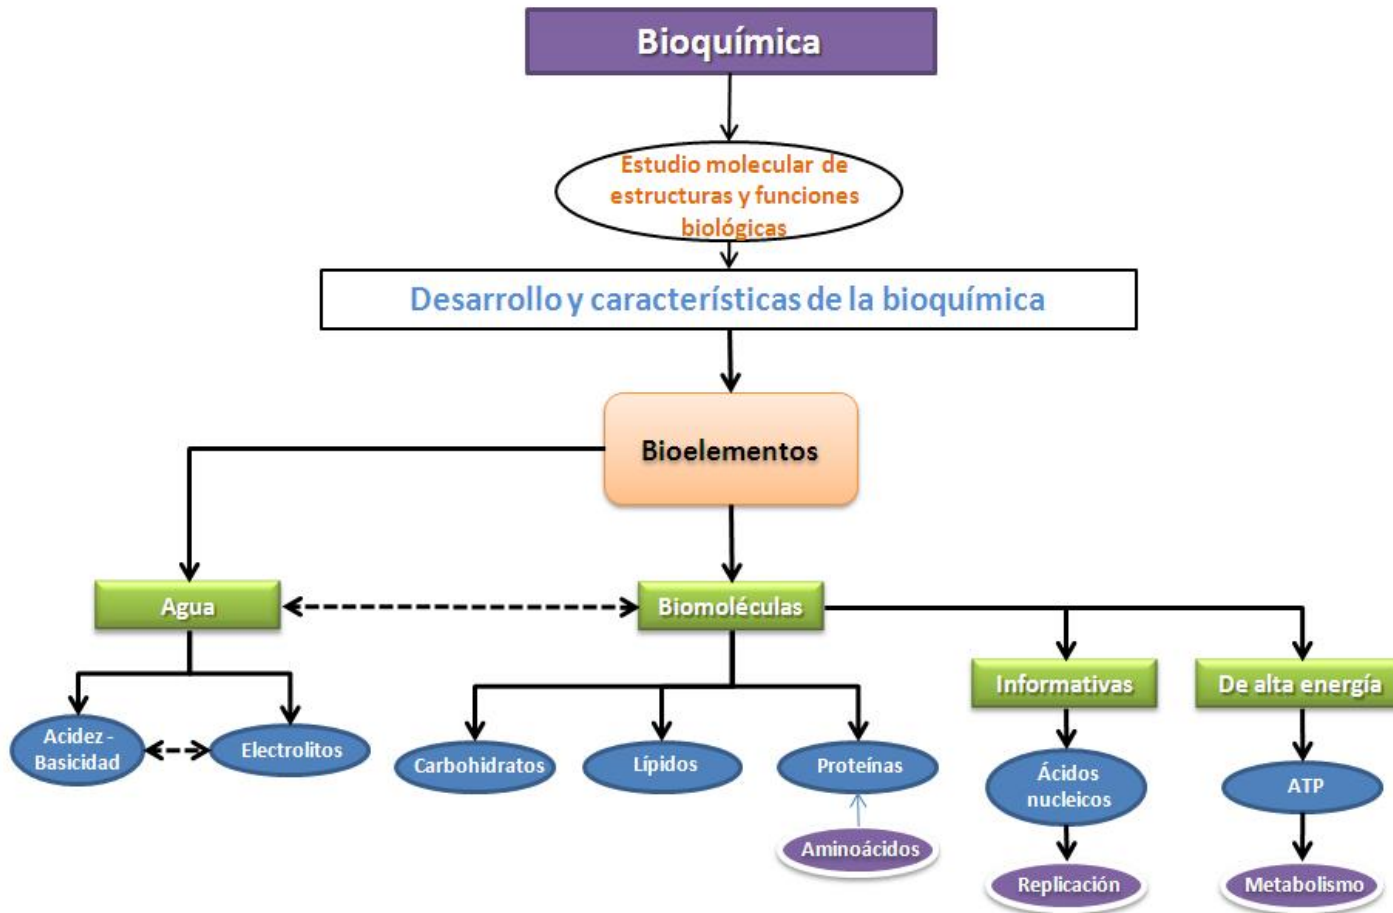 Bioquímica
Estudio molecular de
estructuras y funciones
biológicas
Desarrollo y características de la bioquímica
Bioelementos
Agua
Biomoléculas
Informativas
De alta energía
Acidez -
Basicidad
Electrolitos
Carbohidratos
Lípidos
Proteínas
Ácidos
nucleicos
ATP
Aminoácidos
Replicación
Metabolismo